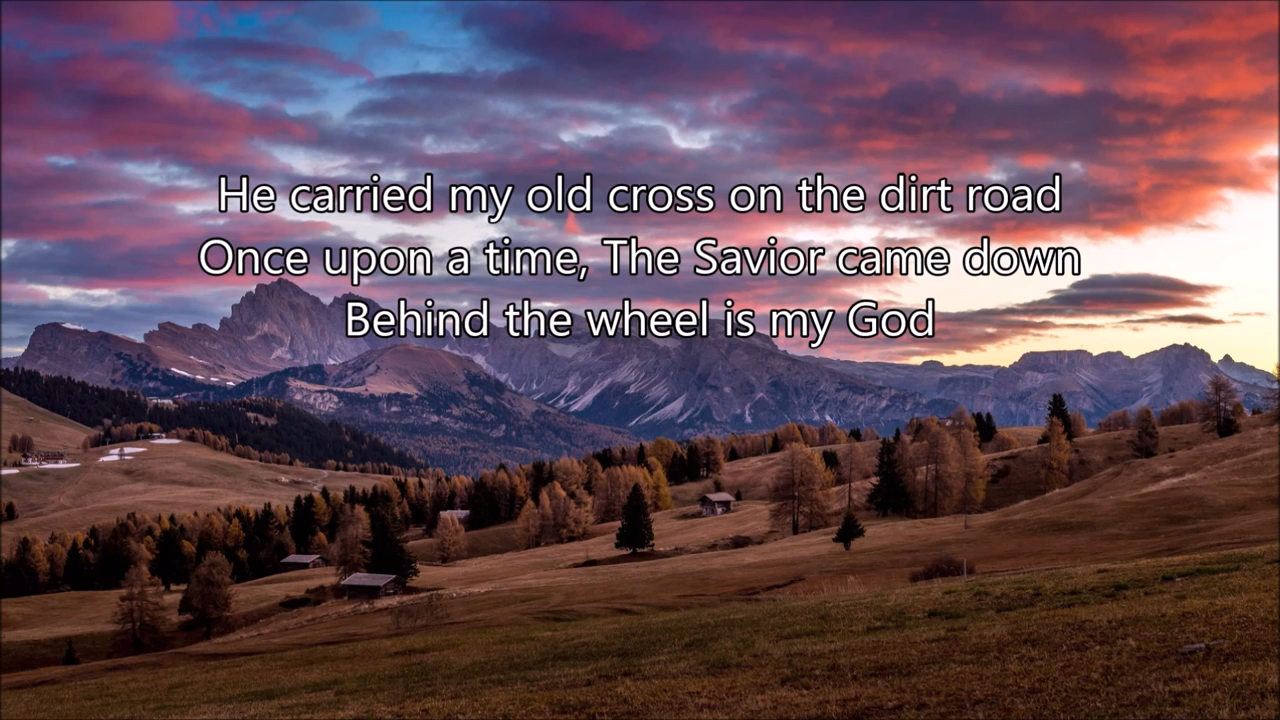 He carried my old cross on the dirt road
Once upon a time, The Savior came down
Behind the wheel is my God